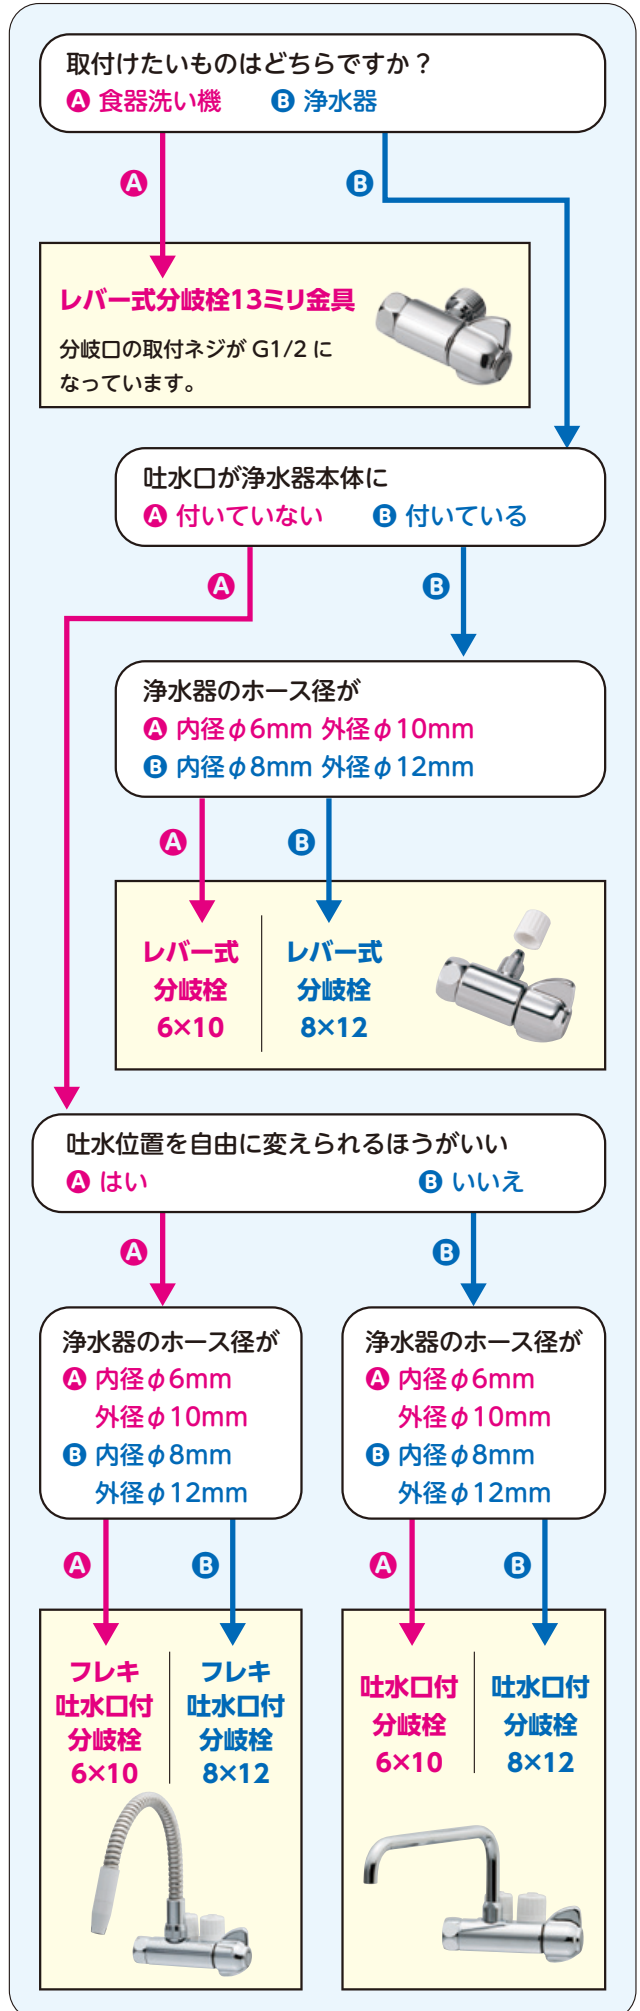 取付けたいものはどちらですか？
A 食器洗い機 B 浄水器
A
B
レバー式分岐栓13ミリ金具
分岐口の取付ネジが G1/2 に
なっています。
吐水口が浄水器本体に
A 付いていない B 付いている
A
B
浄水器のホース径が
A 内径φ6mm 外径φ10mm
B 内径φ8mm 外径φ12mm
A
B
レバー式
分岐栓
6×10
レバー式
分岐栓
8×12
吐水位置を自由に変えられるほうがいい
A はい B いいえ
A
B
浄水器のホース径が
A 内径φ6mm
外径φ10mm
B 内径φ8mm
外径φ12mm
浄水器のホース径が
A 内径φ6mm
外径φ10mm
B 内径φ8mm
外径φ12mm
A
B
A
B
フレキ
吐水口付
分岐栓
6×10
フレキ
吐水口付
分岐栓
8×12
吐水口付
分岐栓
6×10
吐水口付
分岐栓
8×12